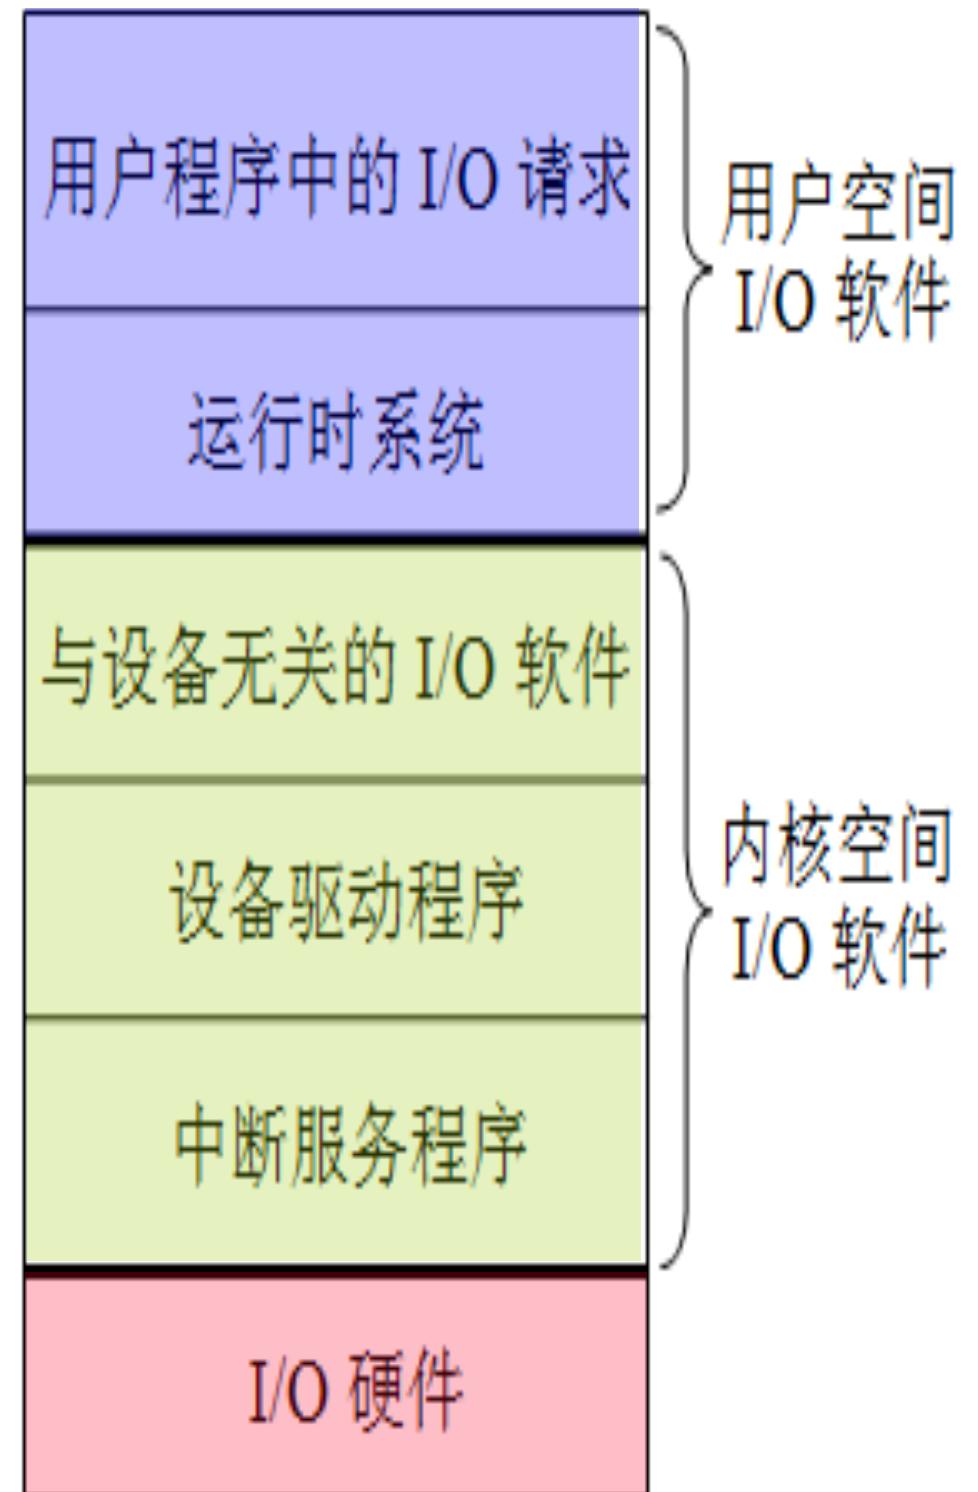 用户程序中的 I/O 请求
运行时系统
用户空间
I/O 软件
与设备无关的 I/O 软件
设备驱动程序
中断服务程序
内核空间
I/O 软件
I/O 硬件